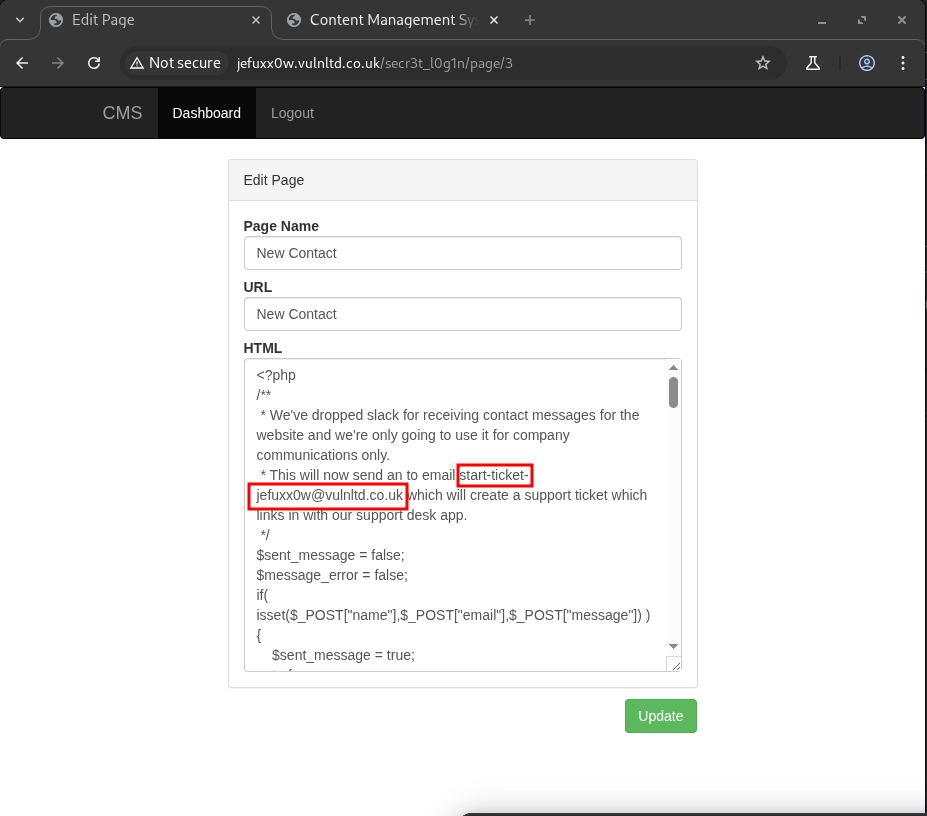 Edit Page
Content Management Sy
Not secure jefuxx0w.vulnltd.co.uk/secr3t_l0g1n/page/3
CMS Dashboard Logout
Edit Page
Page Name
New Contact
URL
New Contact
HTML
<?php
/**
* We've dropped slack for receiving contact messages for the
website and we're only going to use it for company
communications only.
* This will now send an to email start-ticket-
jefuxx0w@vulnltd.co.uk which will create a support ticket which
links in with our support desk app.
*/
$sent_message = false;
$message_error = false;
if(
isset($_POST["name"],$_POST["email"],$_POST["message"]) )
{
$sent_message = true;
Update